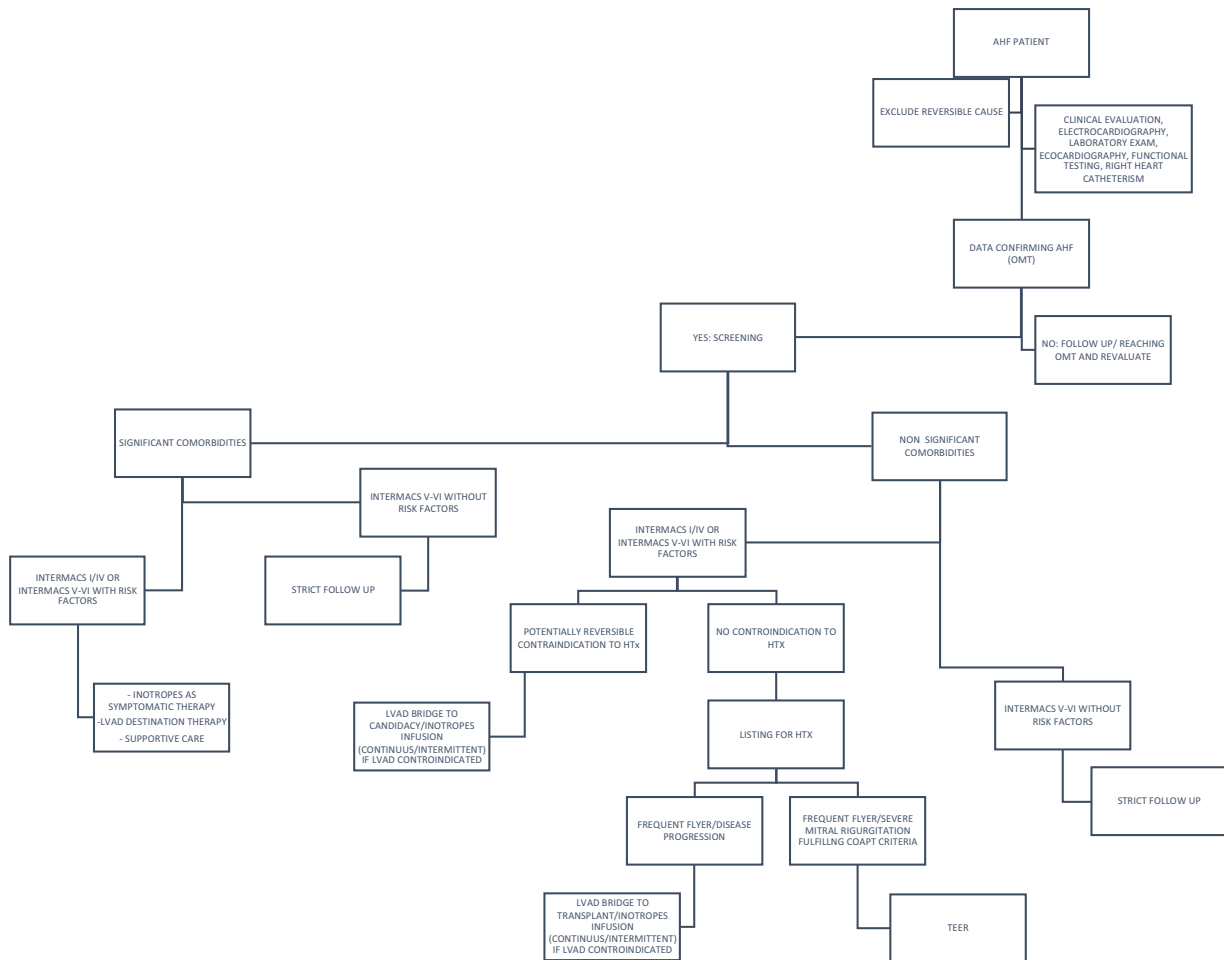 AHF PATIENT
EXCLUDE REVERSIBLE CAUSE
CLINICAL EVALUATION,
ELECTROCARDIOGRAPHY,
LABORATORY EXAM,
ECOCARDIOGRAPHY, FUNCTIONAL
TESTING, RIGHT HEART
CATHETERISM
DATA CONFIRMING AHF
(OMT)
YES: SCREENING
NO: FOLLOW UP/ REACHING
OMT AND REVALUATE
SIGNIFICANT COMORBIDITIES
NON SIGNIFICANT
COMORBIDITIES
INTERMACS V-VI WITHOUT
RISK FACTORS
INTERMACS I/IV OR
INTERMACS V-VI WITH RISK
FACTORS
INTERMACS I/IV OR
INTERMACS V-VI WITH RISK
FACTORS
STRICT FOLLOW UP
POTENTIALLY REVERSIBLE
CONTRAINDICATION TO HTx
NO CONTROINDICATION TO
HTX
- INOTROPES AS
SYMPTOMATIC THERAPY
-LVAD DESTINATION THERAPY
- SUPPORTIVE CARE
LVAD BRIDGE TO
CANDIDACY/INOTROPES
INFUSION
(CONTINUUS/INTERMITTENT)
IF LVAD CONTROINDICATED
LISTING FOR HTX
INTERMACS V-VI WITHOUT
RISK FACTORS
STRICT FOLLOW UP
FREQUENT FLYER/DISEASE
PROGRESSION
FREQUENT FLYER/SEVERE
MITRAL RIGURGITATION
FULFILLNG COAPT CRITERIA
LVAD BRIDGE TO
TRANSPLANT/INOTROPES
INFUSION
(CONTINUUS/INTERMITTENT)
IF LVAD CONTROINDICATED
TEER